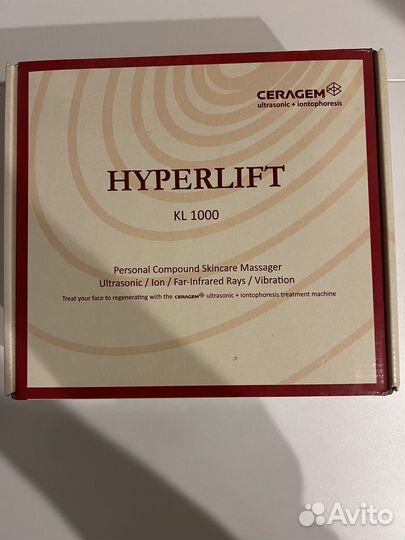 CERAGEM
ultrasonic + iontophoresis
HYPERLIFT
KL 1000
Personal Compound Skincare Massager
Ultrasonic / Ion / Far-Infrared Rays / Vibration
Treat your face to regenerating with the CERAGEM ultrasonic + iontophoresis treatment machine
Avito